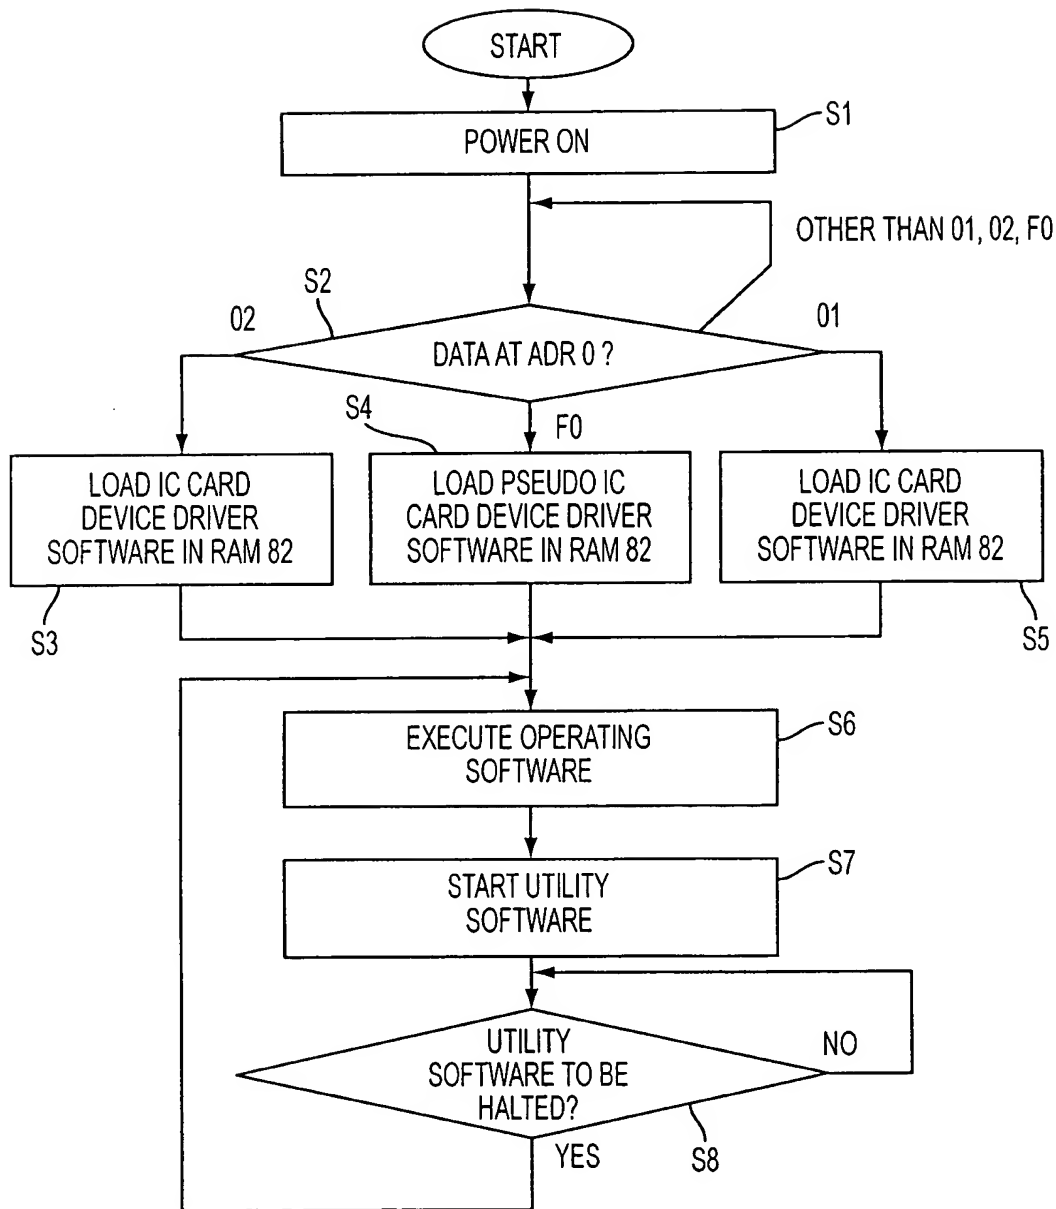 START
POWER ON
S1
OTHER THAN 01, 02, F0
S2
02
01
DATA AT ADR 0 ?
S4
F0
LOAD IC CARD
DEVICE DRIVER
SOFTWARE IN RAM 82
LOAD PSEUDO IC
CARD DEVICE DRIVER
SOFTWARE IN RAM 82
LOAD IC CARD
DEVICE DRIVER
SOFTWARE IN RAM 82
S3
S5
EXECUTE OPERATING
SOFTWARE
S6
START UTILITY
SOFTWARE
S7
UTILITY
SOFTWARE TO BE
HALTED?
NO
YES
S8